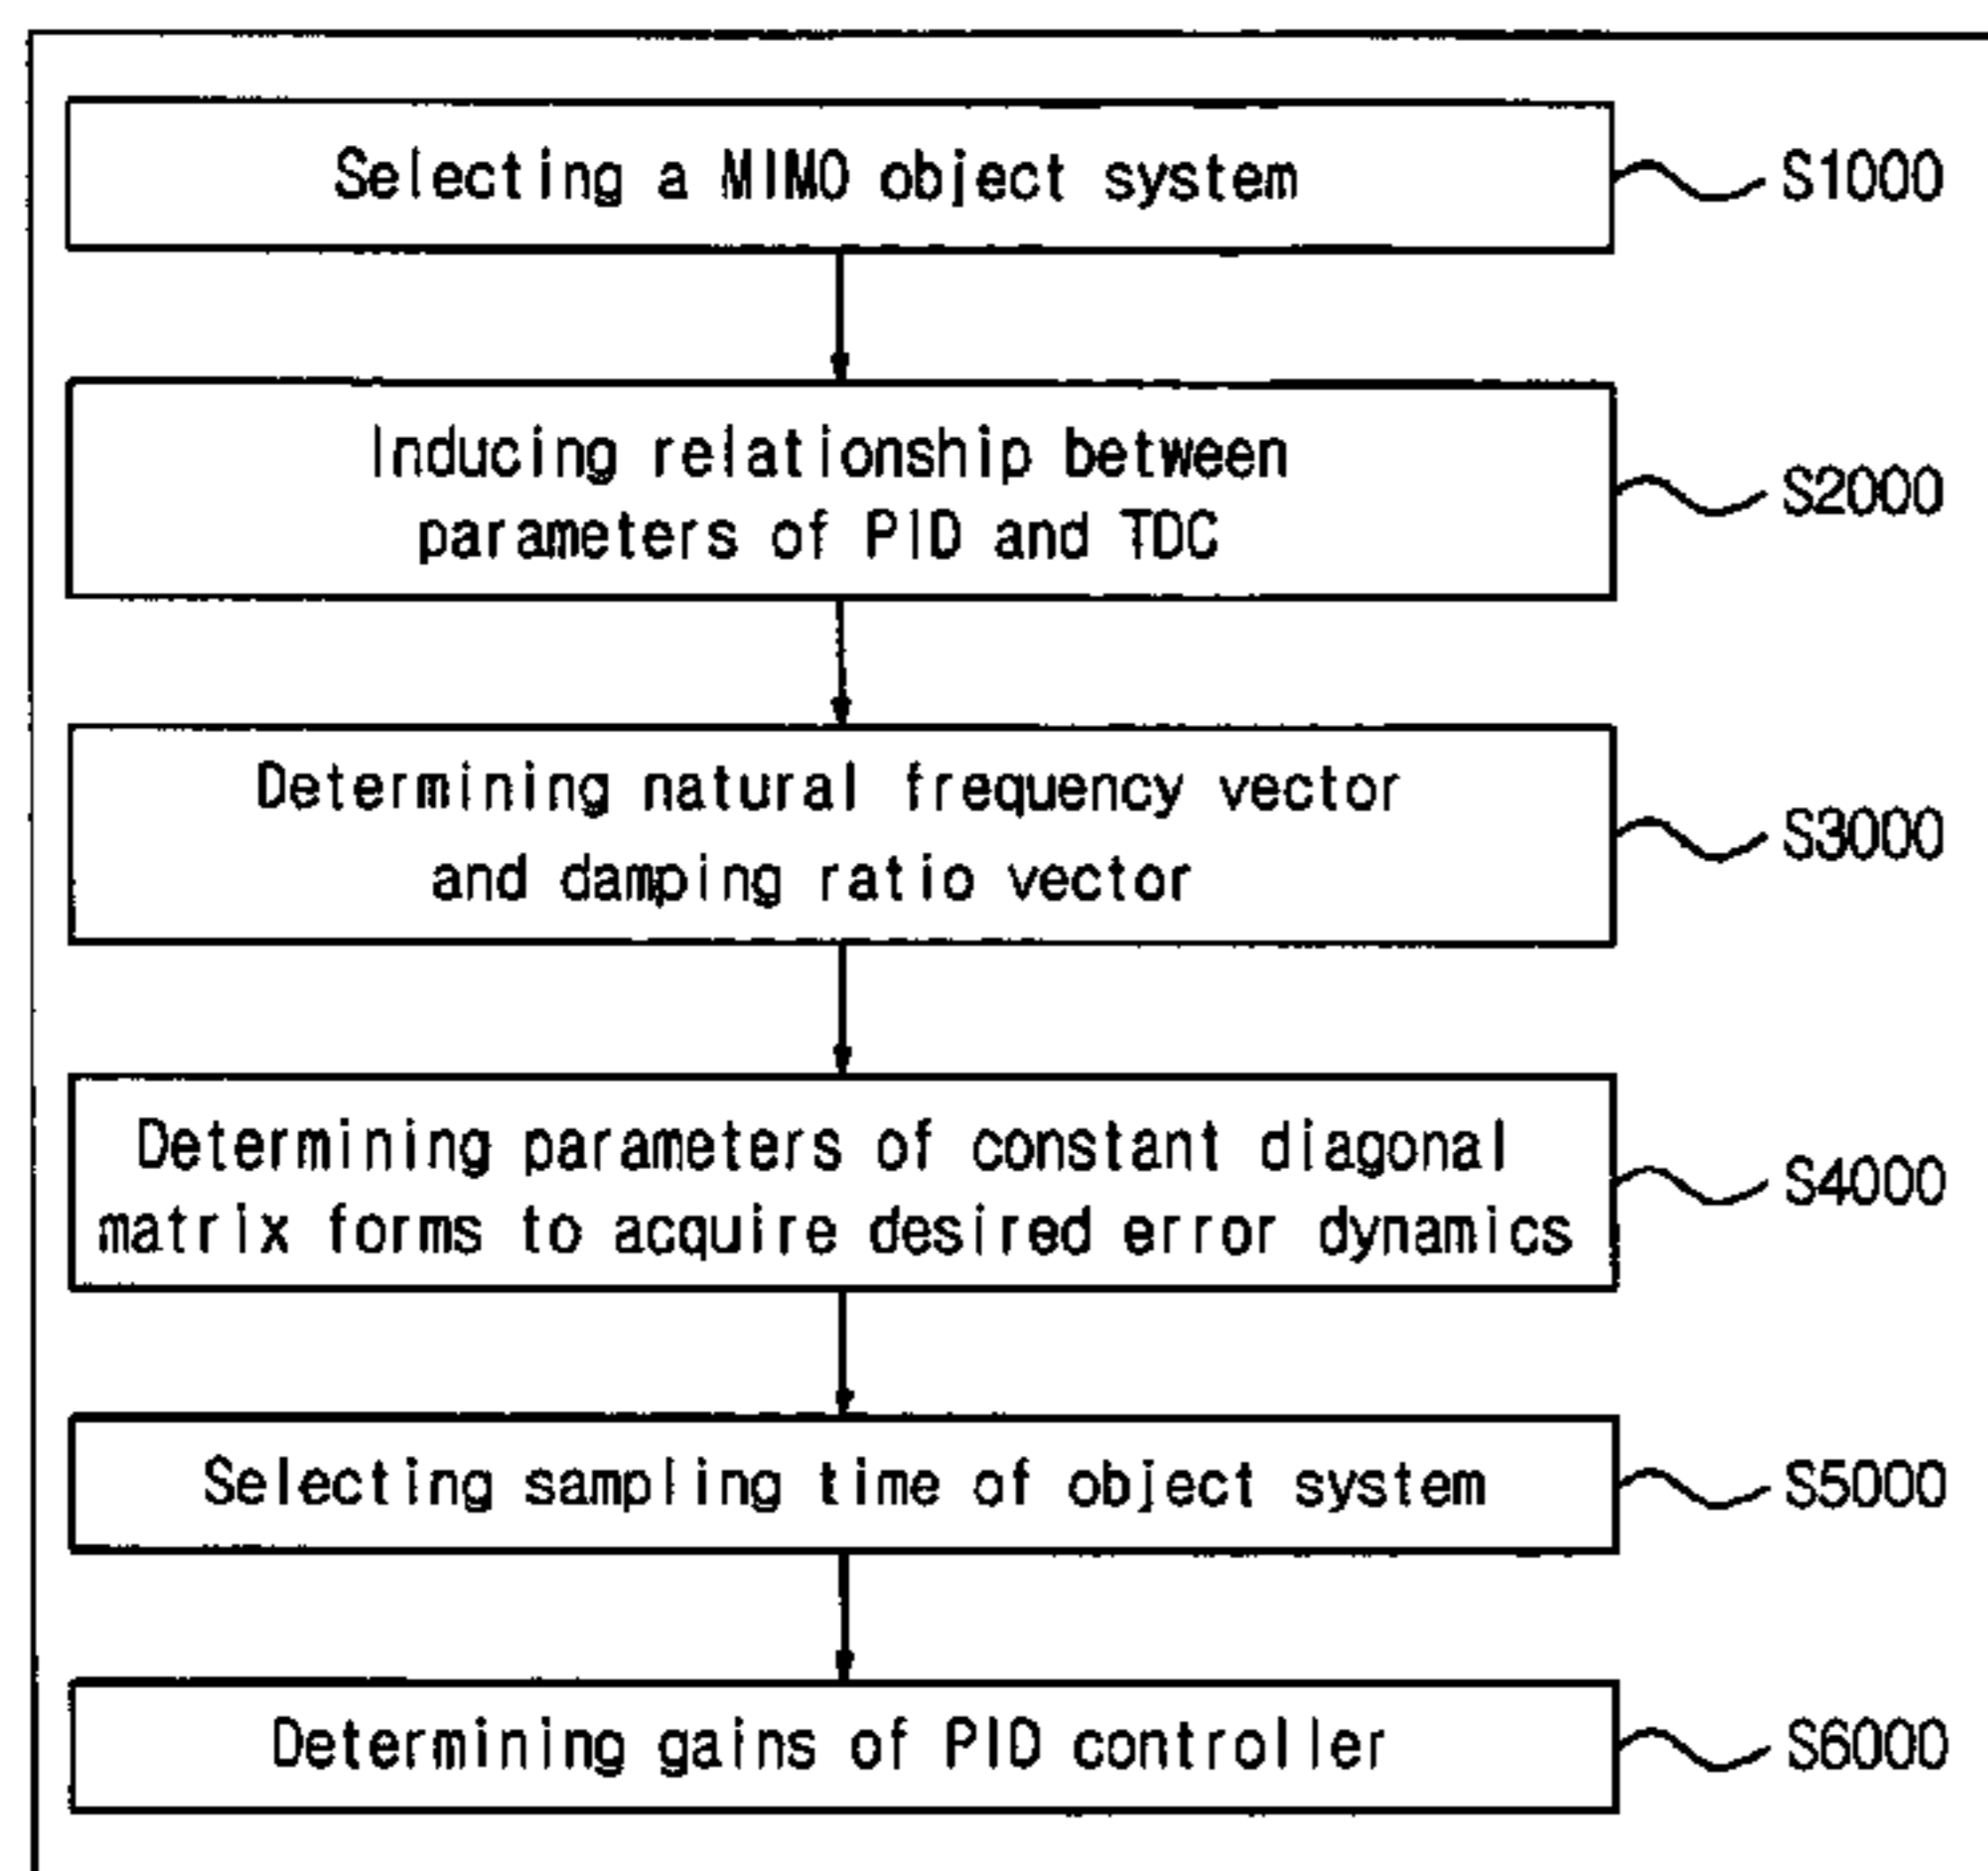 Selecting a MIMO object system
S1000
Inducing relationship between
parameters of PID and TDC
S2000
Determining natural frequency vector
and damping ratio vector
S3000
Determining parameters of constant diagonal
matrix forms to acquire desired error dynamics
S4000
Selecting sampling time of object system
S5000
Determining gains of PID controller
S6000